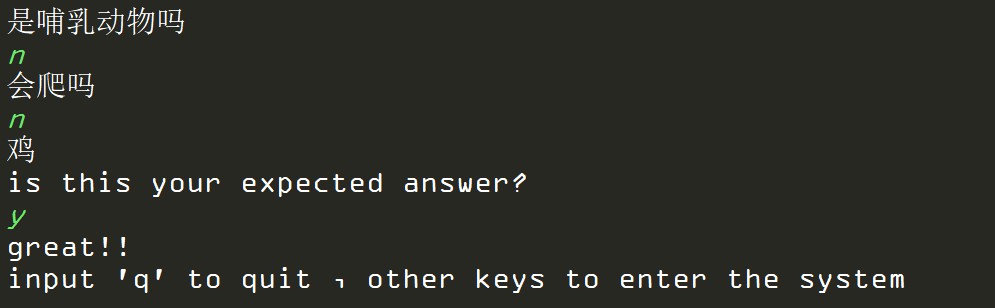 是哺乳动物吗
n
会爬吗
n
鸡
is this your expected answer?
y
great!!
input 'q' to quit ，other keys to enter the system